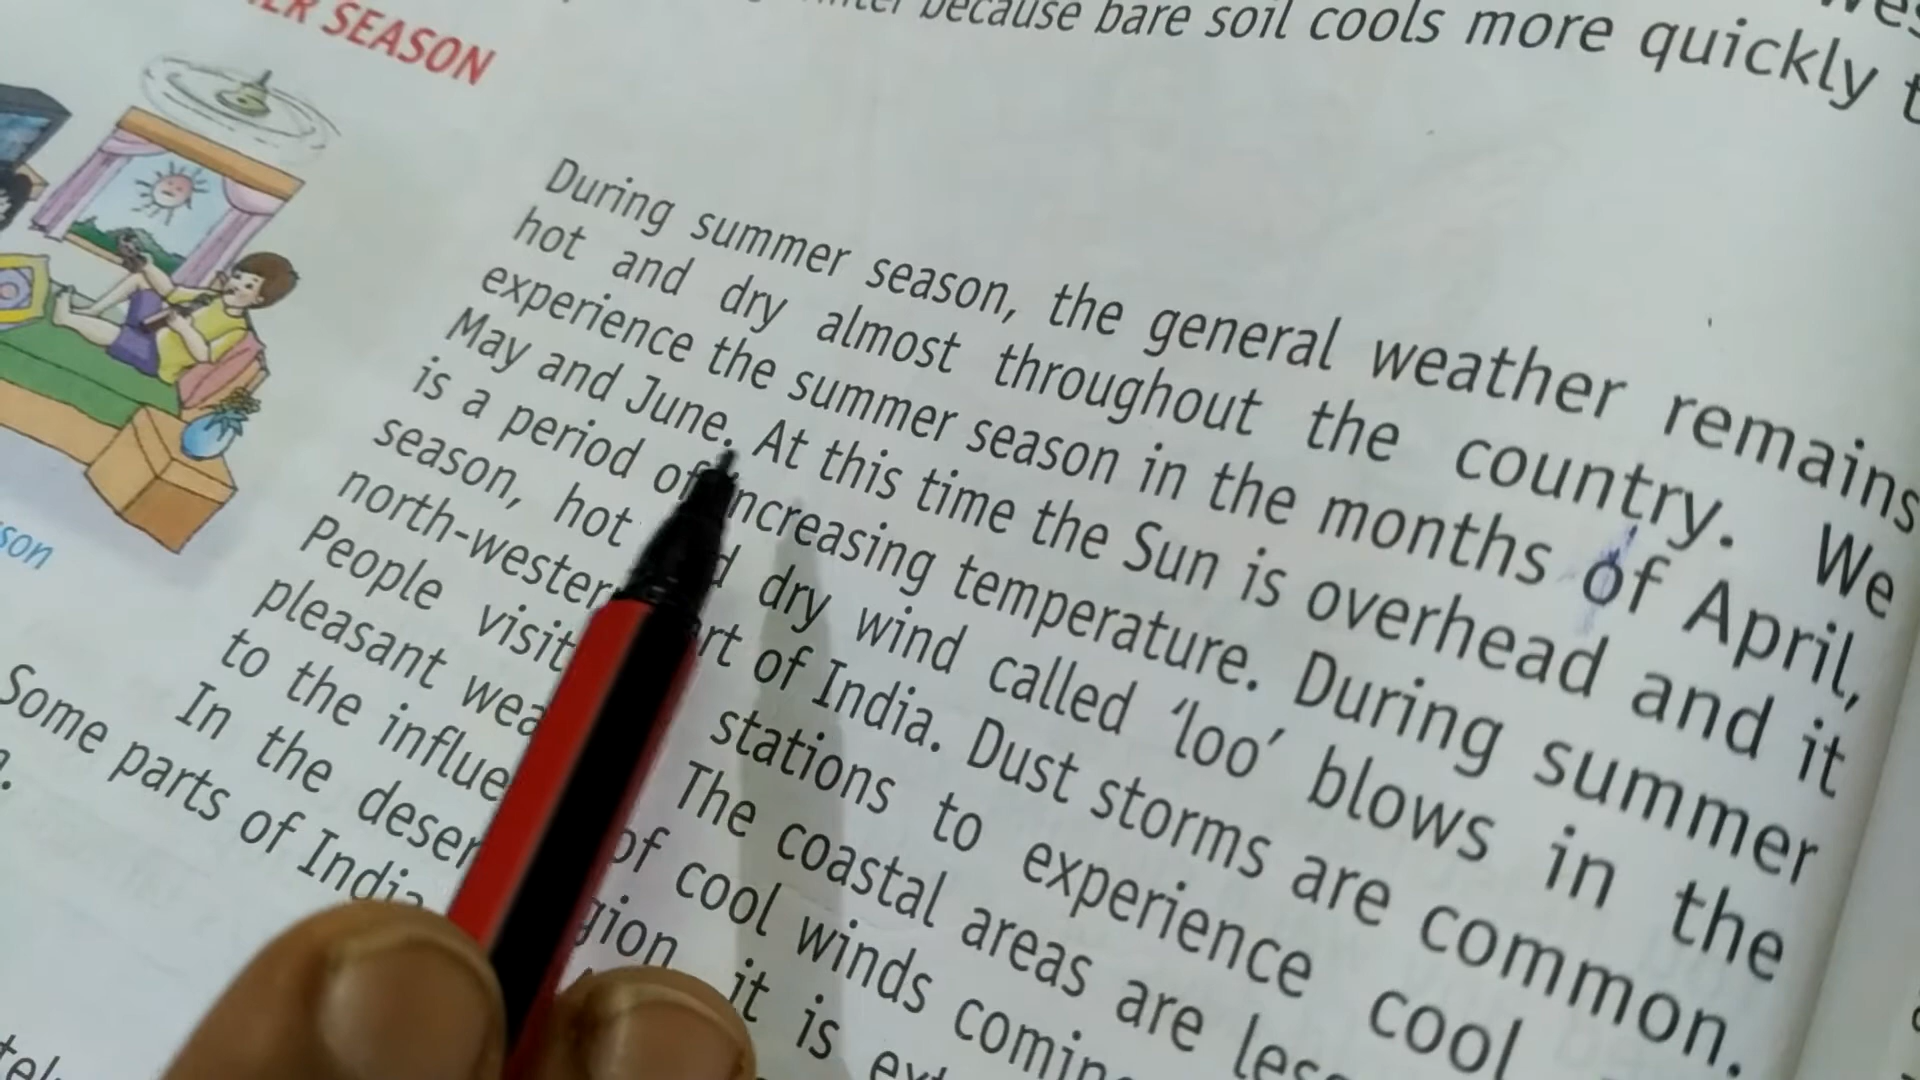 because bare soil cools more quickly
SEASON
During summer season, the general weather remains
hot and dry almost throughout the country. We
experience the summer season in the months of April,
May and June. At this time the Sun is overhead and it
is a period of increasing temperature. During summer
season, hot dry wind called ‘loo’ blows in the
north-western of India. Dust storms are common.
People visit stations to experience cool
pleasant The coastal areas are
to the of cool winds
In the it is
Some parts of India